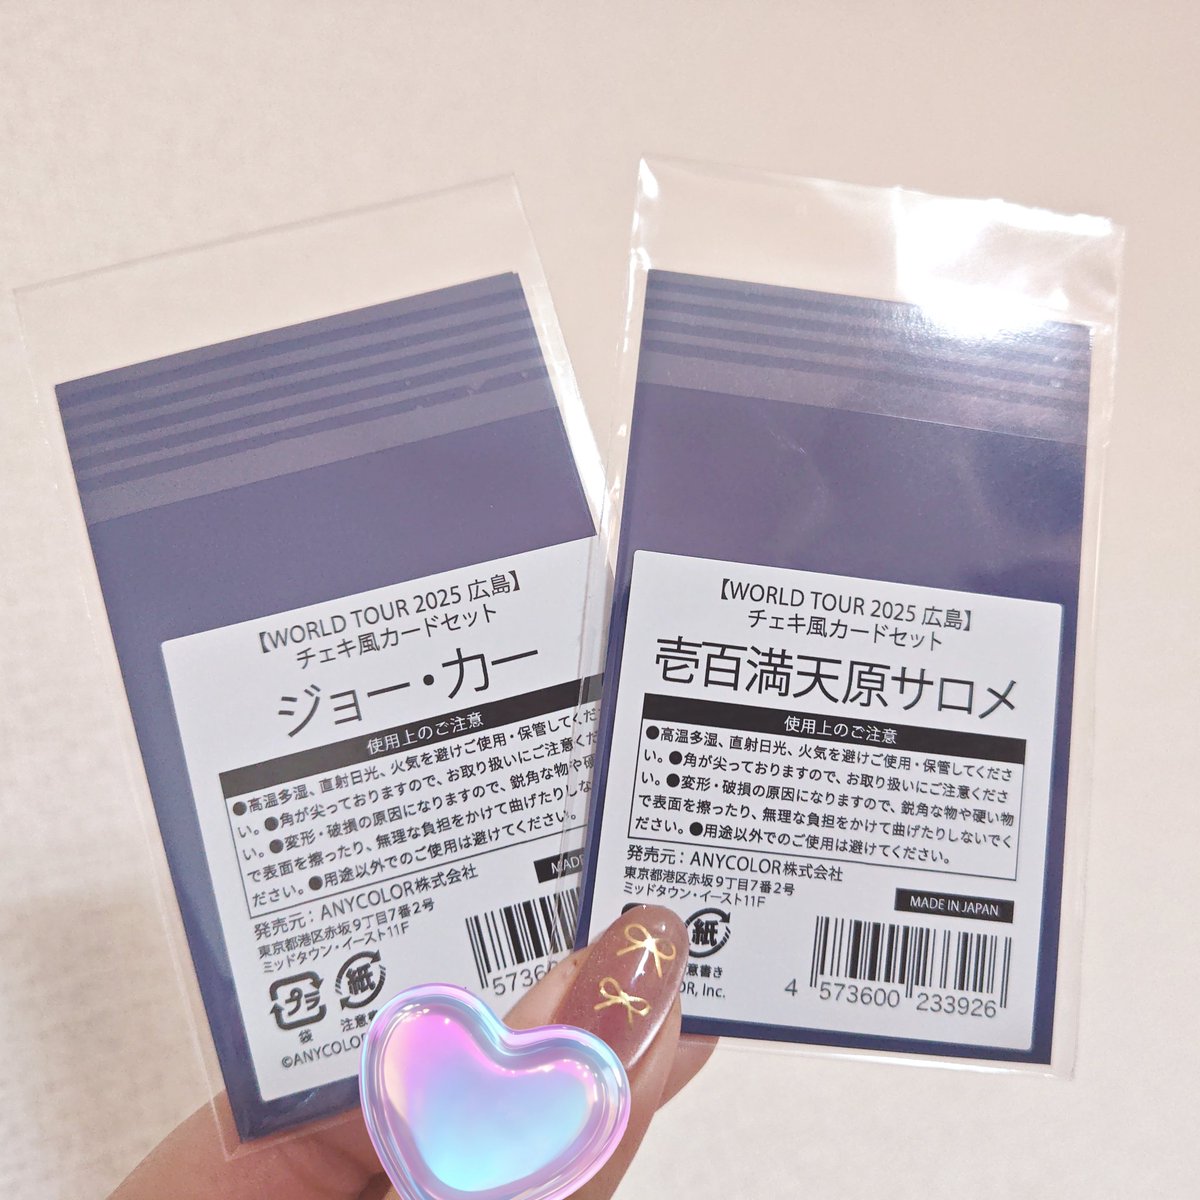 【WORLD TOUR 2025 広島】
チェキ風カードセット
ジョー・力一
使用上のご注意
●高温多湿、直射日光、火気を避けご使用・保管してくださ
い。●角が尖っておりますので、お取り扱いにご注意くだ
い。●変形・破損の原因になりますので、鋭角な物や硬
で表面を擦ったり、無理な負担をかけて曲げたりしな
ださい。●用途以外でのご使用は避けてください。
発売元：ANYCOLOR株式会社
東京都港区赤坂9丁目7番2号
ミッドタウン・イースト11F
MADE
プラ
袋
紙
注意書
57360
©ANYCOLOR
【WORLD TOUR 2025 広島】
チェキ風カードセット
壱百満天原サロメ
使用上のご注意
●高温多湿、直射日光、火気を避けご使用・保管してくださ
い。●角が尖っておりますので、お取り扱いにご注意くださ
い。●変形・破損の原因になりますので、鋭角な物や硬い物
で表面を擦ったり、無理な負担をかけて曲げたりしないでく
ださい。●用途以外でのご使用は避けてください。
発売元：ANYCOLOR株式会社
東京都港区赤坂9丁目7番2号
ミッドタウン・イースト11F
MADE IN JAPAN
紙
意書き
OR, Inc.
4 573600 233926